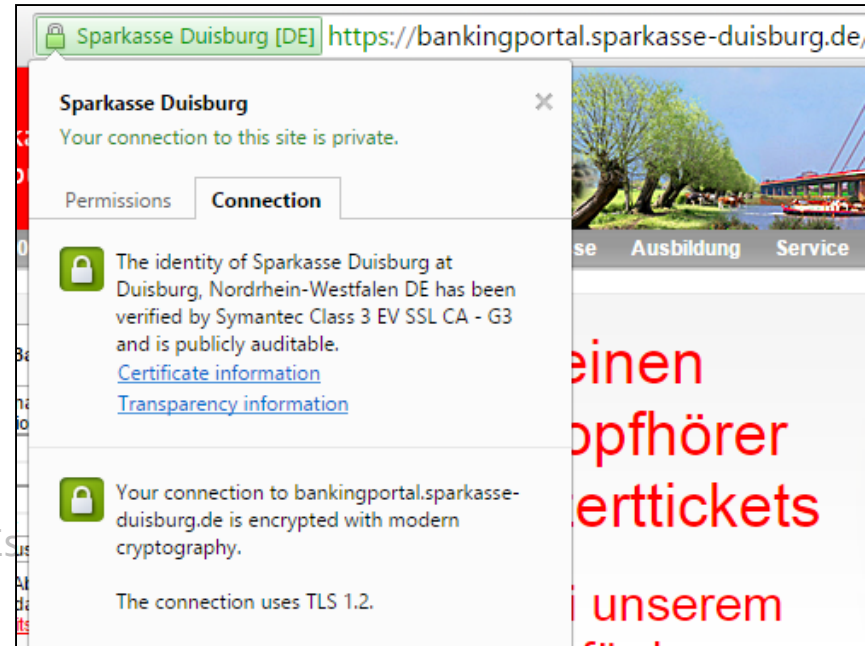 Sparkasse Duisburg [DE] https://bankingportal.sparkasse-duisburg.de/
Sparkasse Duisburg
Your connection to this site is private.
Permissions Connection
The identity of Sparkasse Duisburg at
Duisburg, Nordrhein-Westfalen DE has been
verified by Symantec Class 3 EV SSL CA - G3
and is publicly auditable.
Certificate information
Transparency information
Your connection to bankingportal.sparkasse-
duisburg.de is encrypted with modern
cryptography.
The connection uses TLS 1.2.
se Ausbildung Service
einen
opfhörer
erttickets
i unserem